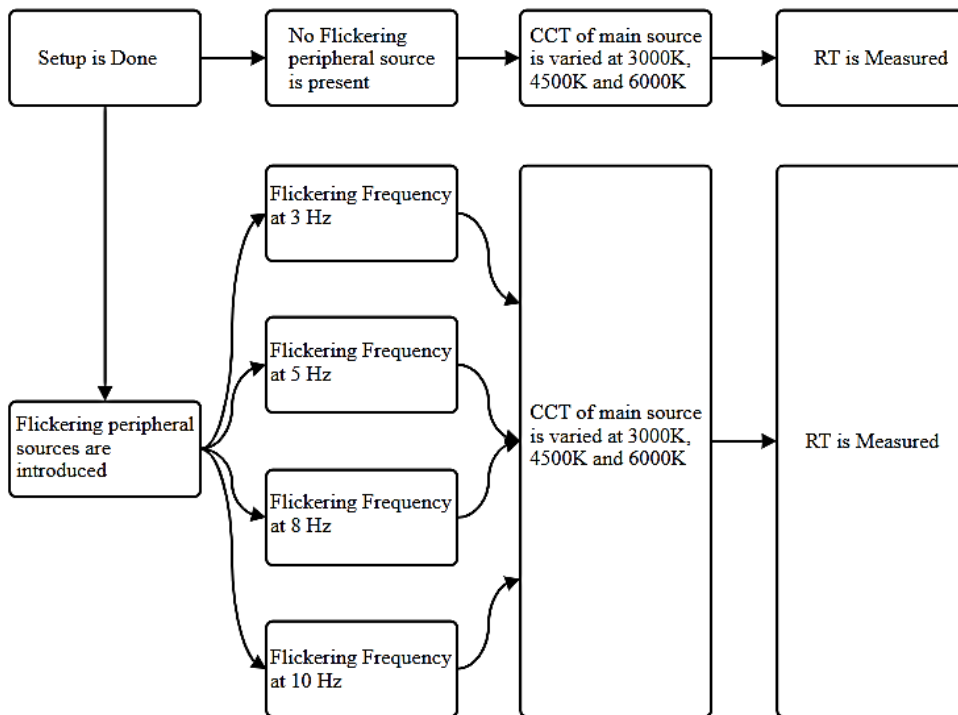 Setup is Done
No Flickering
peripheral source
is present
CCT of main source
is varied at 3000K,
4500K and 6000K
RT is Measured
Flickering peripheral
sources are
introduced
Flickering Frequency
at 3 Hz
Flickering Frequency
at 5 Hz
Flickering Frequency
at 8 Hz
Flickering Frequency
at 10 Hz
CCT of main source
is varied at 3000K,
4500K and 6000K
RT is Measured